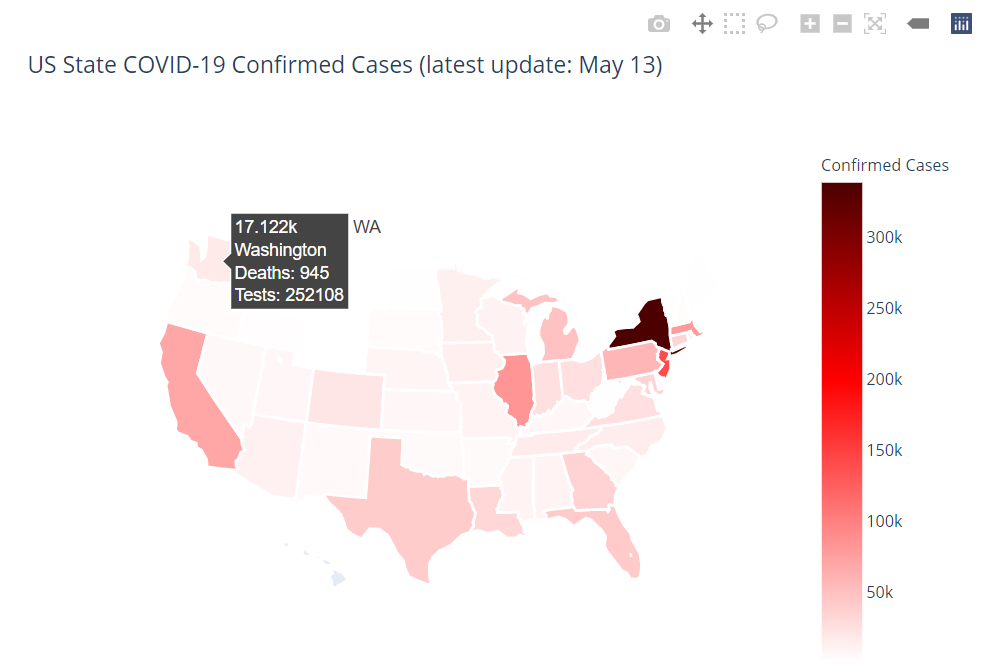 US State COVID-19 Confirmed Cases (latest update: May 13)
Confirmed Cases
17.122k
WA
Washington
Deaths: 945
Tests: 252108
300k
250k
200k
150k
100k
50k